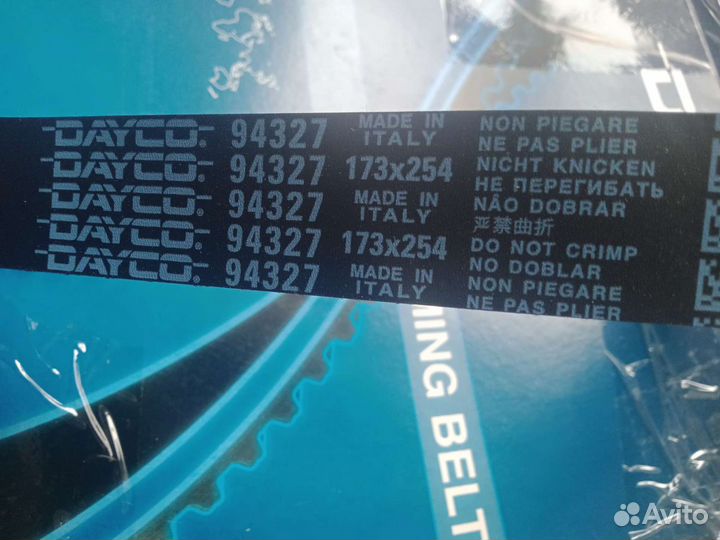 DAYCO® 94327
DAYCO® 94327
DAYCO® 94327
DAYCO® 94327
DAYCO® 94327
MADE IN
ITALY
173x254
MADE IN
ITALY
173x254
MADE IN
ITALY
NON PIEGARE
NE PAS PLIER
NICHT KNICKEN
НЕ ПЕРЕГИБАТЬ
NÃO DOBRAR
严禁曲折
DO NOT CRIMP
NO DOBLAR
NON PIEGARE
NE PAS PLIER
MING BELT
Avito